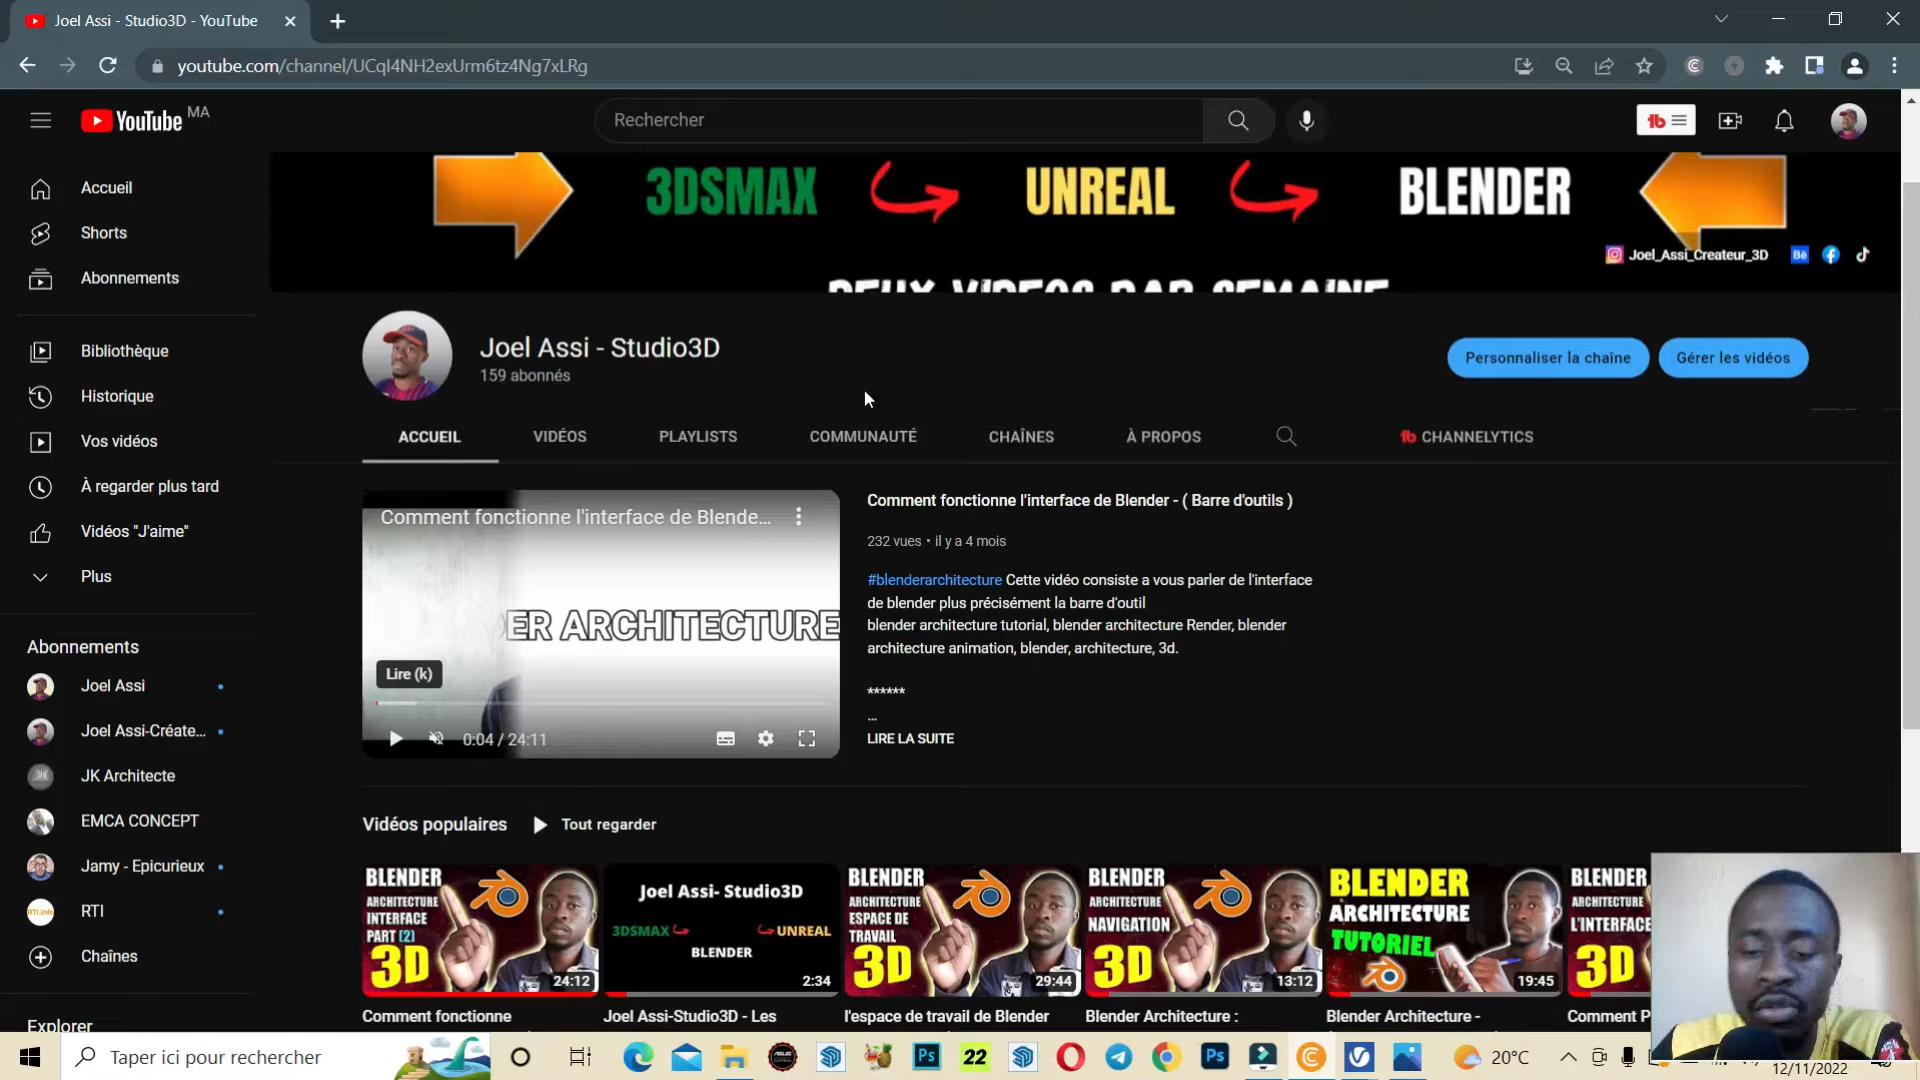 Joel Assi - Studio3D - YouTube
youtube.com/channel/UCqI4NH2exUrm6tz4Ng7xLRg
YouTube MA
Rechercher
Accueil
Shorts
Abonnements
Bibliothèque
Historique
Vos vidéos
À regarder plus tard
Vidéos "J'aime"
Plus
Abonnements
Joel Assi
Joel Assi-Créate...
JK Architecte
EMCA CONCEPT
Jamy - Epicurieux
RTI
Chaînes
Explorer
3DSMAX UNREAL BLENDER
Joel_Assi_Createur_3D
DEUX VIDEOS PAR SEMAINE
Joel Assi - Studio3D
159 abonnés
Personnaliser la chaîne
Gérer les vidéos
ACCUEIL VIDÉOS PLAYLISTS COMMUNAUTÉ CHAÎNES À PROPOS CHANNELYTICS
Comment fonctionne l'interface de Blende...
ER ARCHITECTURE
Lire (k)
0:04 / 24:11
Comment fonctionne l'interface de Blender - ( Barre d'outils )
232 vues • il y a 4 mois
#blenderarchitecture Cette vidéo consiste a vous parler de l'interface
de blender plus précisément la barre d'outil
blender architecture tutorial, blender architecture Render, blender
architecture animation, blender, architecture, 3d.
******
...
LIRE LA SUITE
Vidéos populaires
Tout regarder
BLENDER
ARCHITECTURE
INTERFACE
PART (2)
3D
24:12
Joel Assi- Studio3D
3DSMAX UNREAL
BLENDER
2:34
BLENDER
ARCHITECTURE
ESPACE DE
TRAVAIL
3D
29:44
BLENDER
ARCHITECTURE
NAVIGATION
3D
13:12
BLENDER
ARCHITECTURE
TUTORIEL
19:45
BLENDER
L'INTERFACE
3D
Comment fonctionne
Joel Assi-Studio3D - Les
l'espace de travail de Blender
Blender Architecture :
Blender Architecture -
Comment
Taper ici pour rechercher
Ps
22
Ps
20°C
12/11/2022